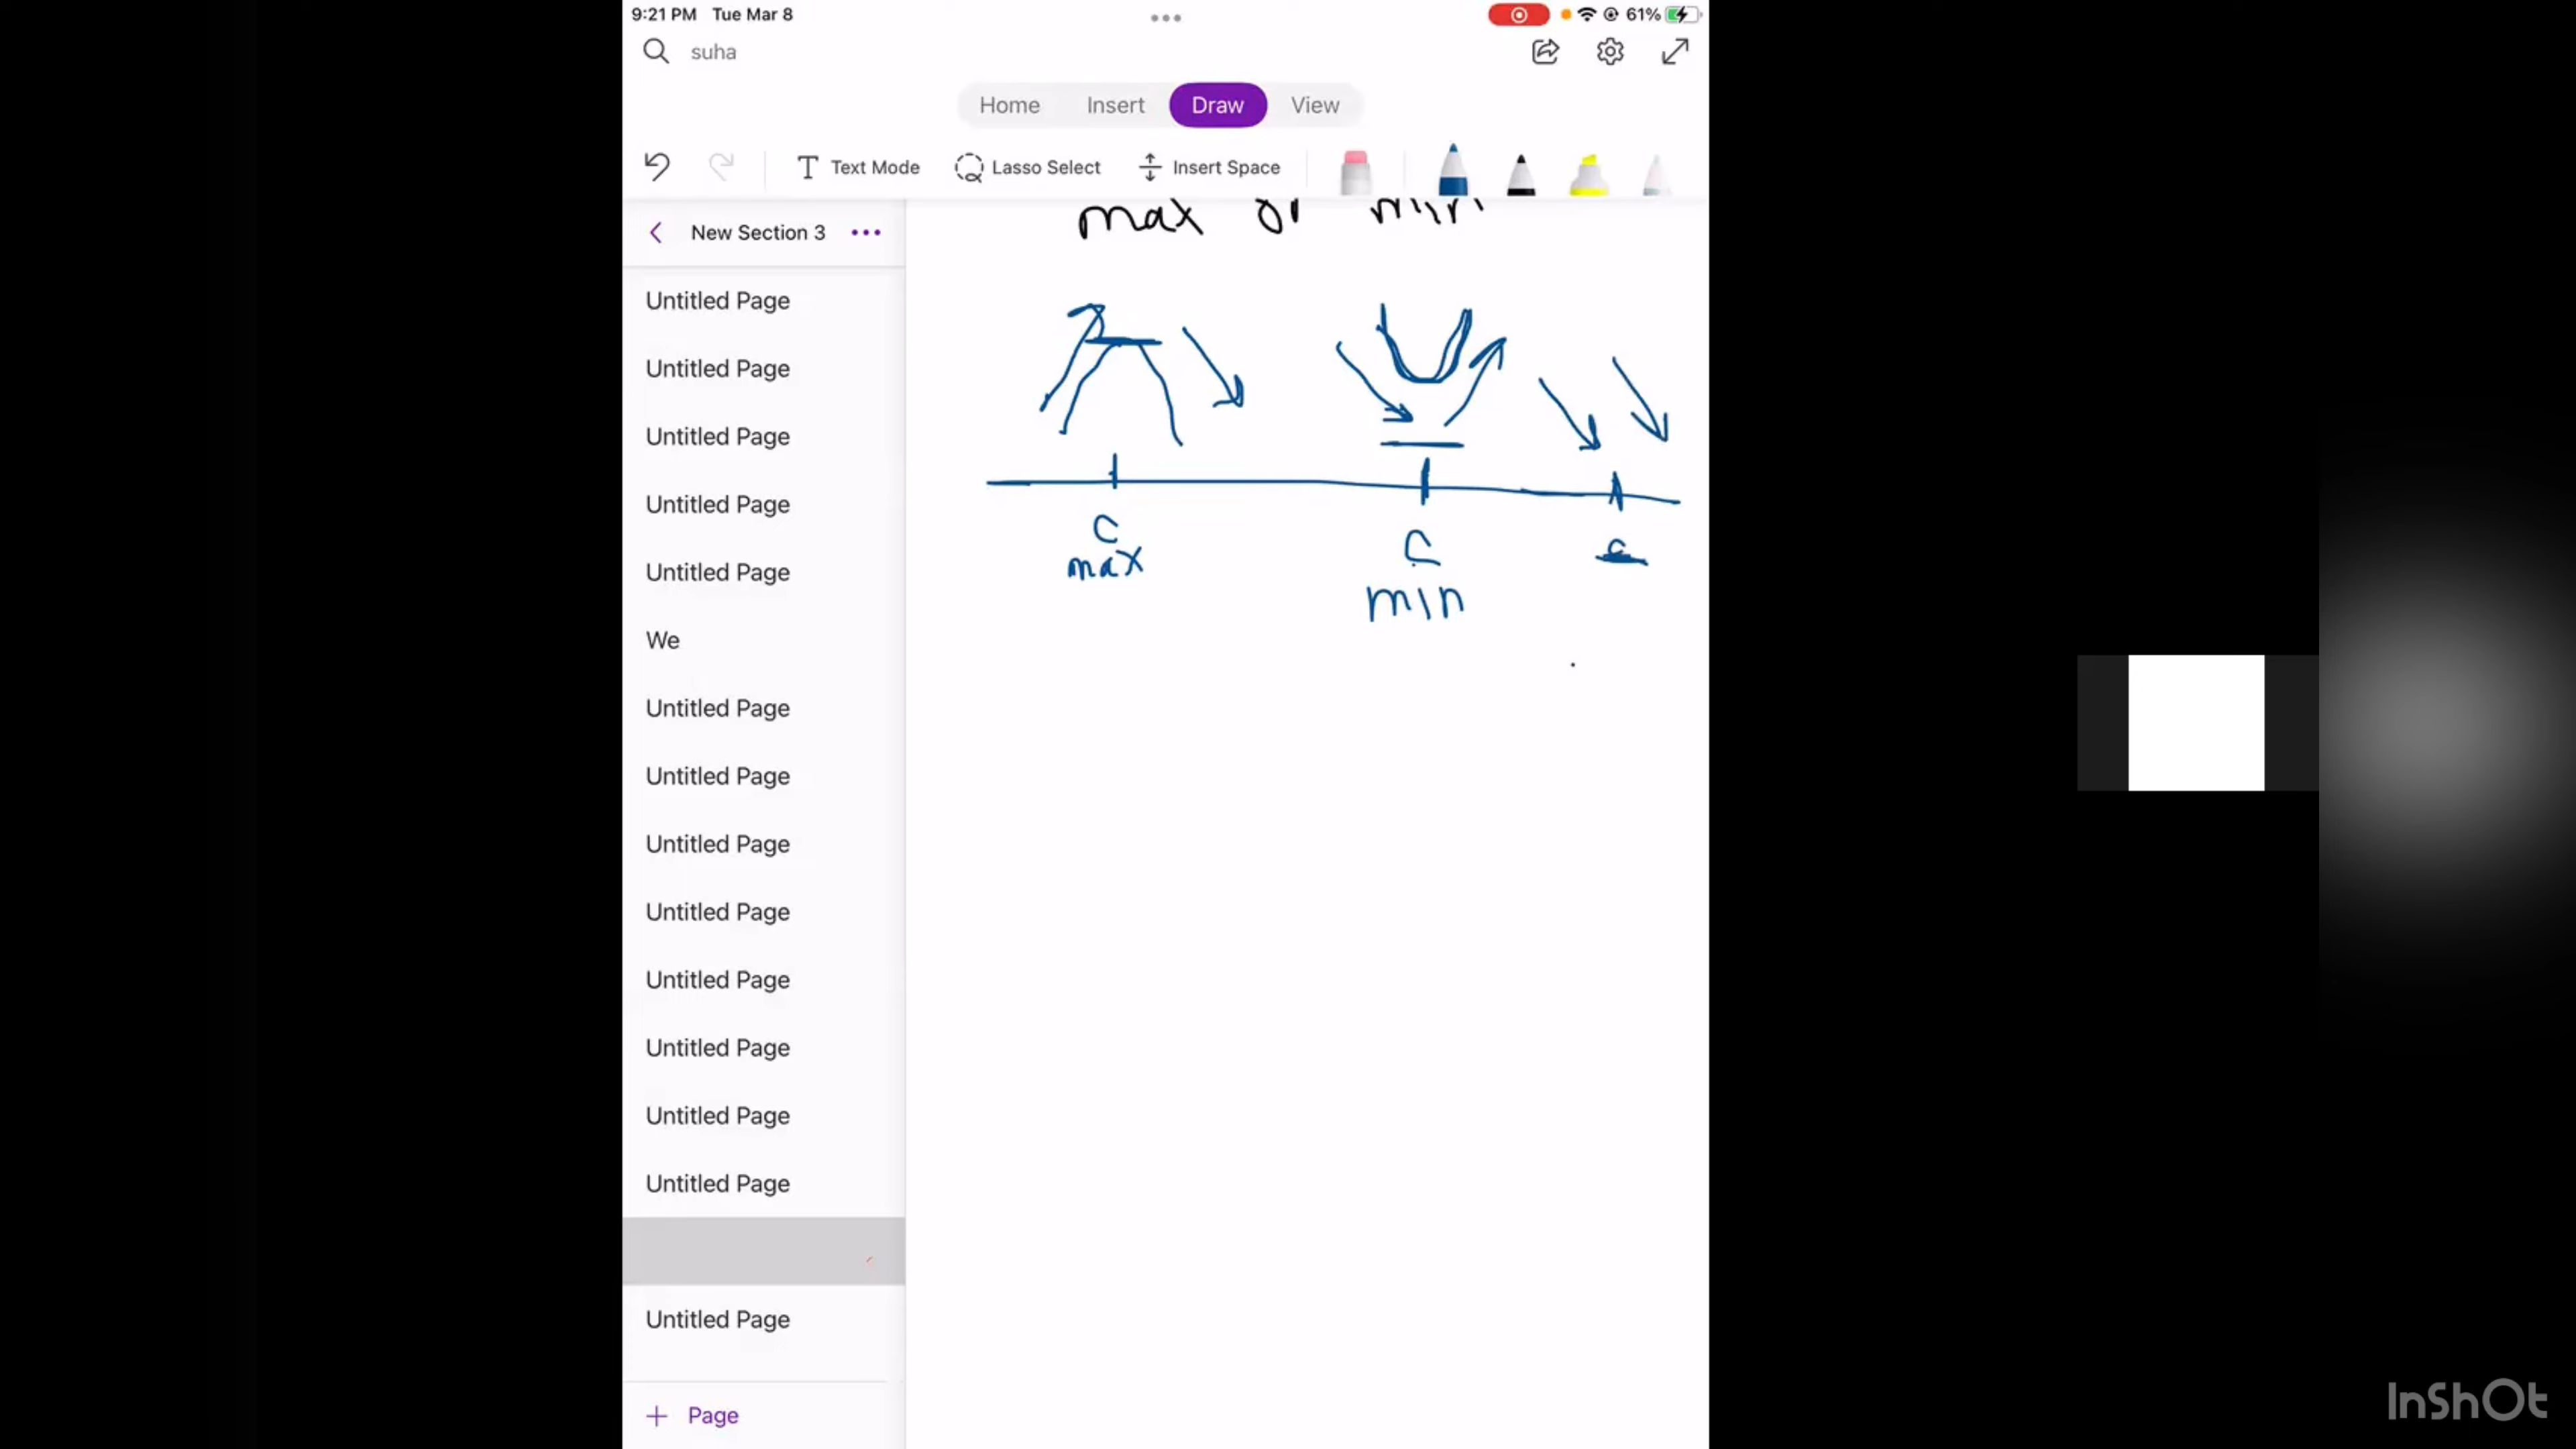 9:21 PM Tue Mar 8
61%
suha
Home Insert Draw View
Text Mode Lasso Select Insert Space
New Section 3
Untitled Page
Untitled Page
Untitled Page
Untitled Page
Untitled Page
We
Untitled Page
Untitled Page
Untitled Page
Untitled Page
Untitled Page
Untitled Page
Untitled Page
Untitled Page
Untitled Page
+ Page
max or min
C
max
C
min
c
InShOt